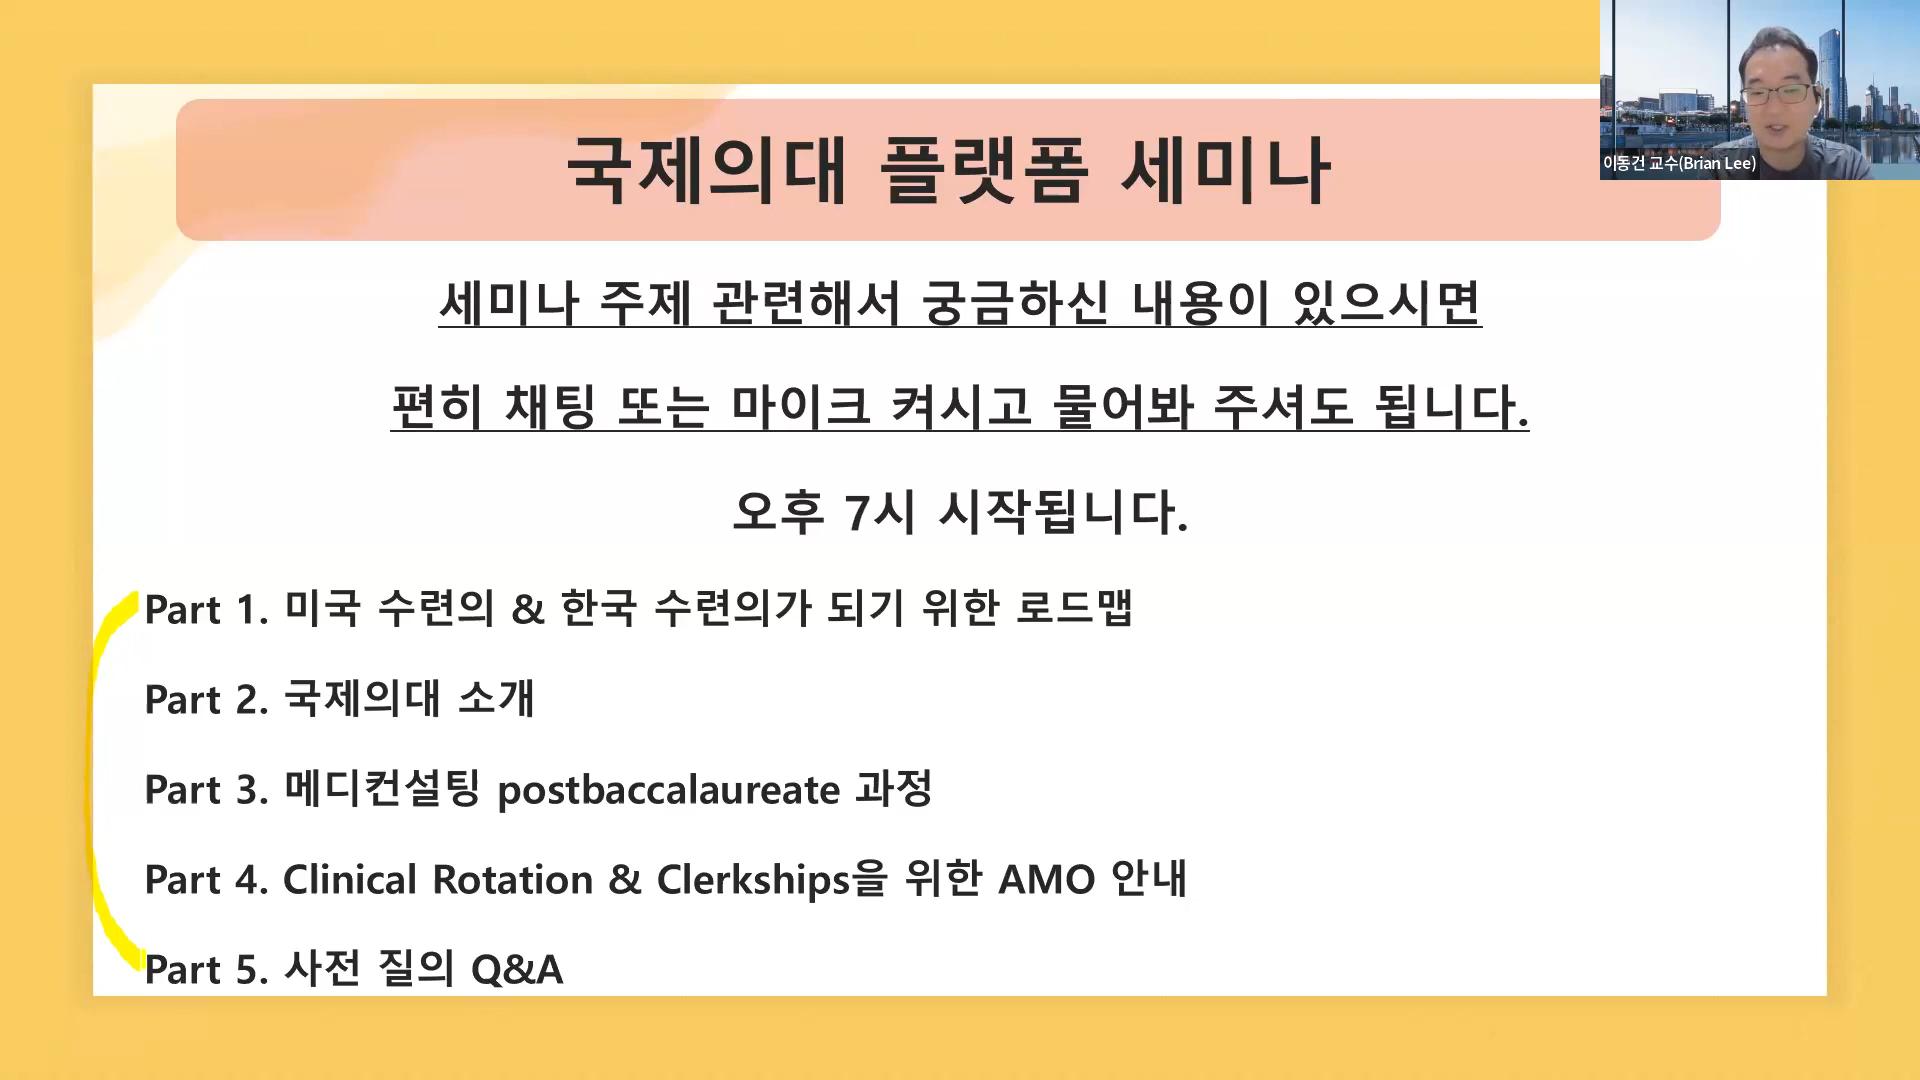 국제의대 플랫폼 세미나
이동건 교수(Brian Lee)
세미나 주제 관련해서 궁금하신 내용이 있으시면
편히 채팅 또는 마이크 켜시고 물어봐 주셔도 됩니다.
오후 7시 시작됩니다.
Part 1. 미국 수련의 & 한국 수련의가 되기 위한 로드맵
Part 2. 국제의대 소개
Part 3. 메디컨설팅 postbaccalaureate 과정
Part 4. Clinical Rotation & Clerkships을 위한 AMO 안내
Part 5. 사전 질의 Q&A